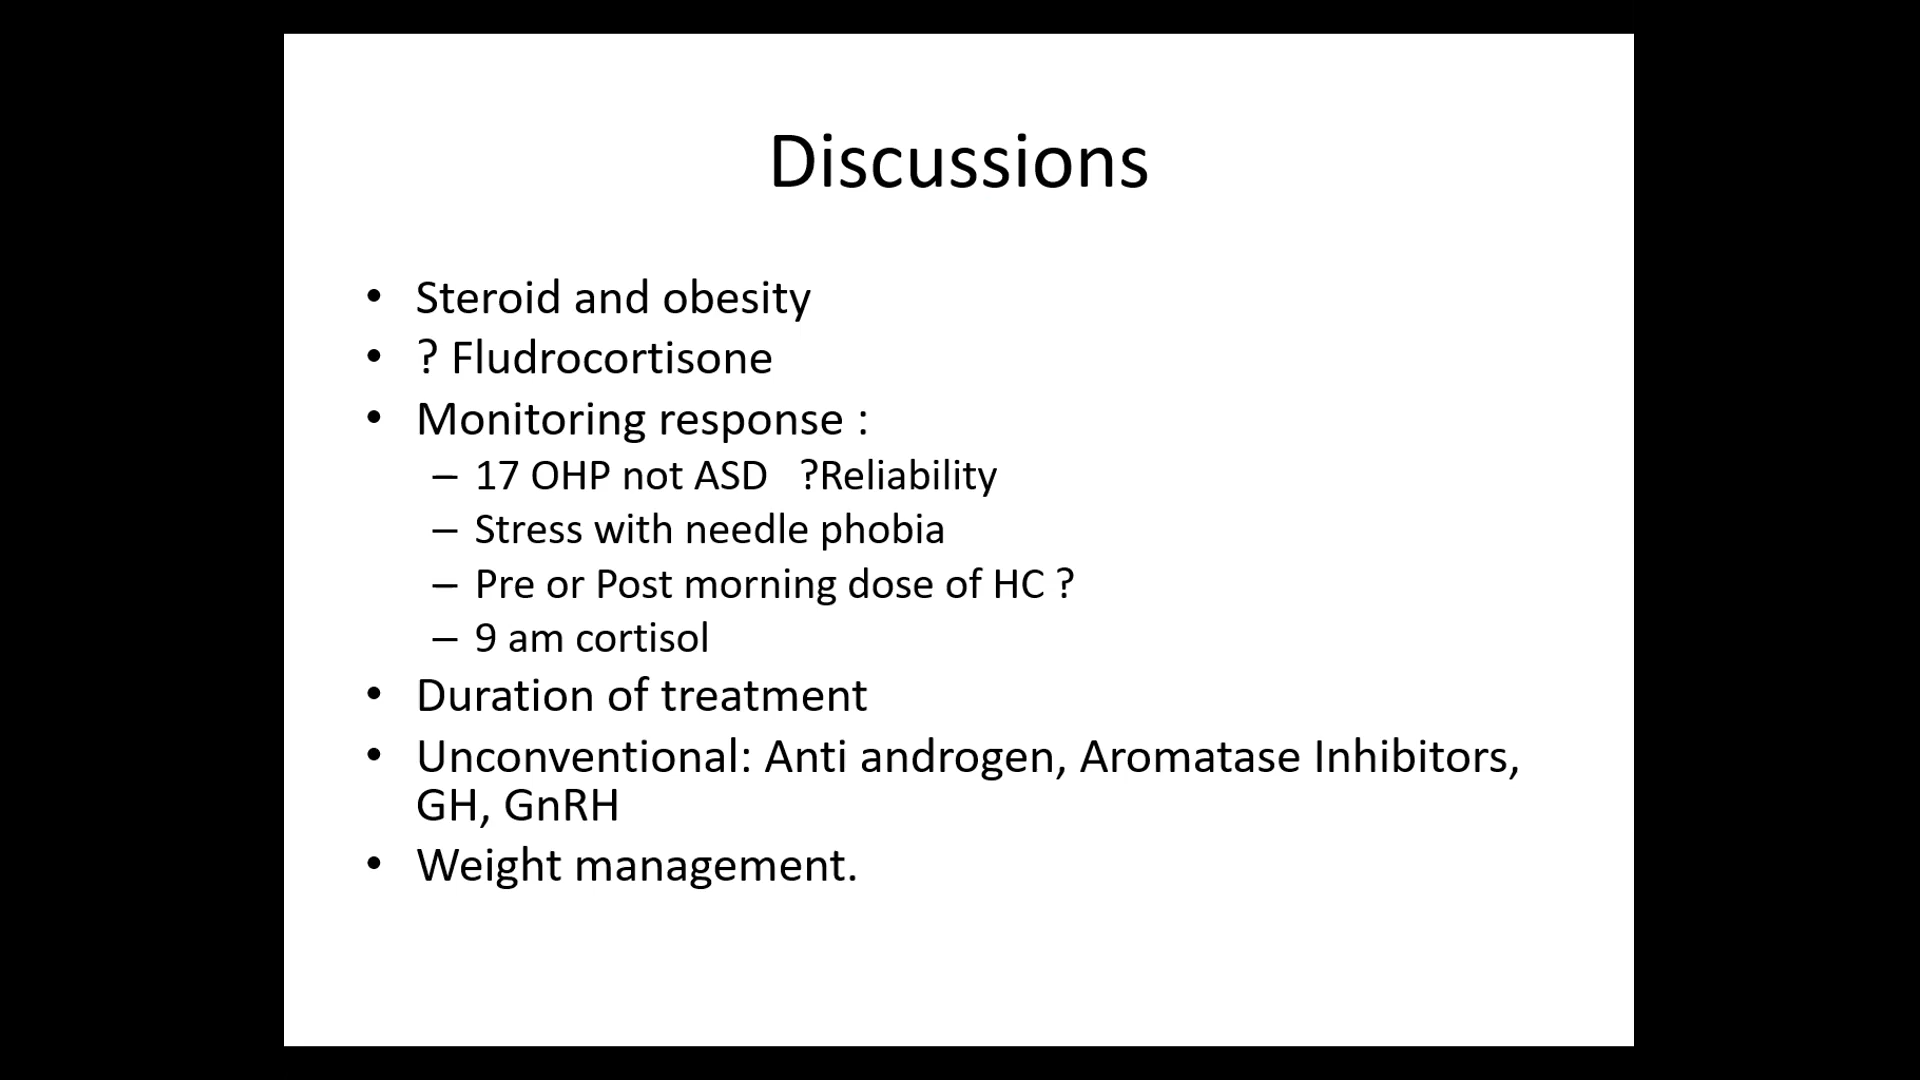 Discussions
• Steroid and obesity
• ? Fludrocortisone
• Monitoring response :
– 17 OHP not ASD ?Reliability
– Stress with needle phobia
– Pre or Post morning dose of HC ?
– 9 am cortisol
• Duration of treatment
• Unconventional: Anti androgen, Aromatase Inhibitors,
GH, GnRH
• Weight management.